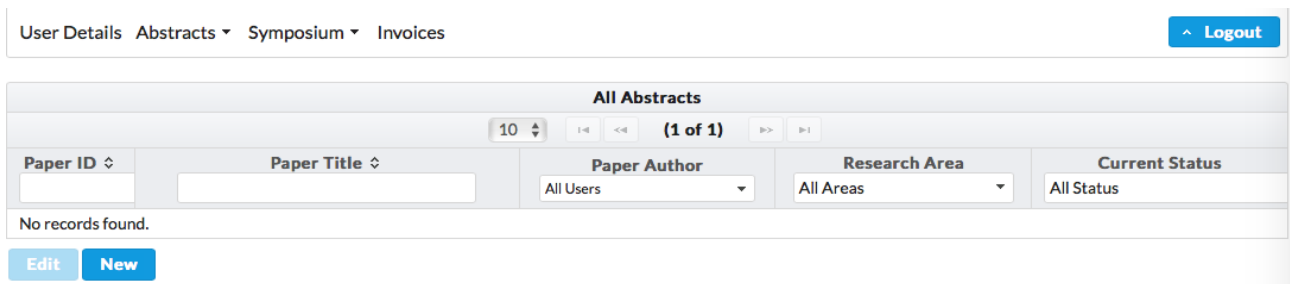 User Details Abstracts Symposium Invoices Logout
All Abstracts
10 (1 of 1)
Paper ID Paper Title Paper Author Research Area Current Status
All Users All Areas All Status
No records found.
Edit New